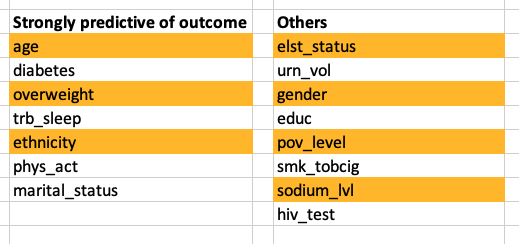 Strongly predictive of outcome Others
age elst_status
diabetes urn_vol
overweight gender
trb_sleep educ
ethnicity pov_level
phys_act smk_tobcig
marital_status sodium_lvl
hiv_test